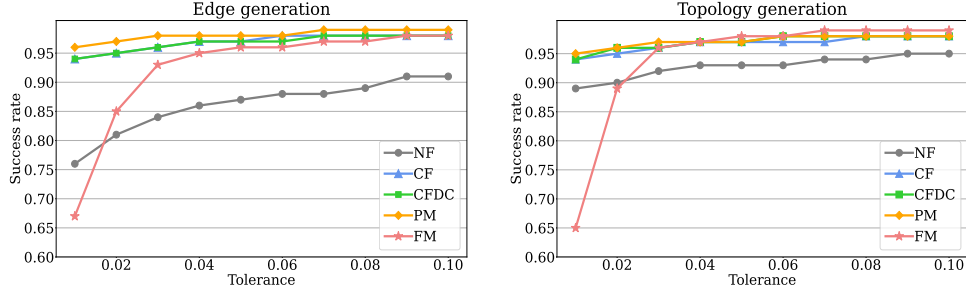 Edge generation
Success rate
0.95
0.90
0.85
0.80
0.75
0.70
0.65
0.60
0.02
0.04
0.06
0.08
0.10
Tolerance
NF
CF
CFDC
PM
FM
Topology generation
Success rate
0.95
0.90
0.85
0.80
0.75
0.70
0.65
0.60
0.02
0.04
0.06
0.08
0.10
Tolerance
NF
CF
CFDC
PM
FM